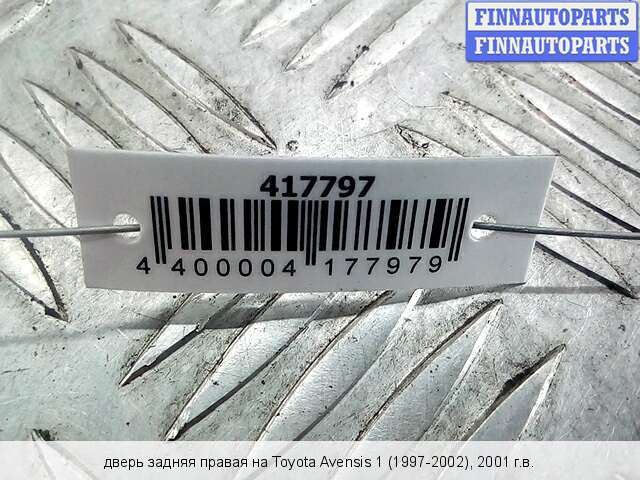 FINNAUTOPARTS
FINNAUTOPARTS
417797
4 400004 177979
дверь задняя правая на Toyota Avensis 1 (1997-2002), 2001 г.в.